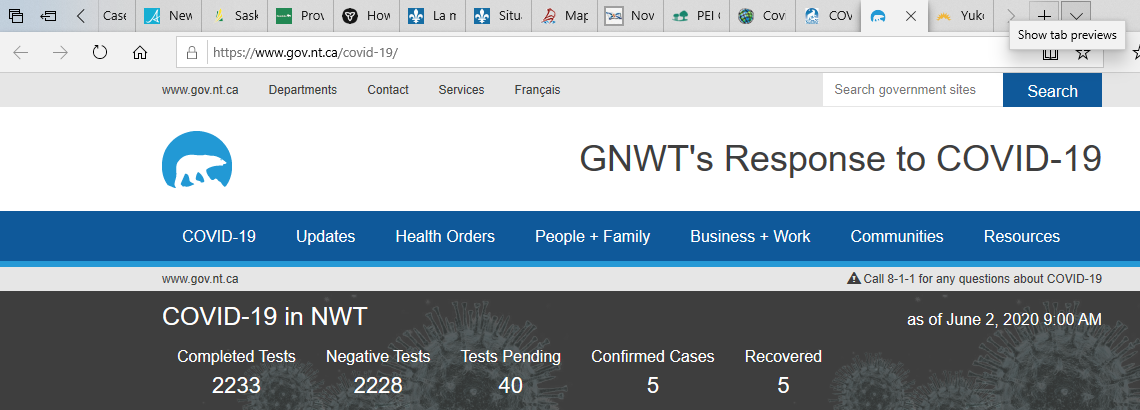 Case New Sask Prov How La m Situ Map Nov PEI C Cov COV Yuk
Show tab previews
https://www.gov.nt.ca/covid-19/
www.gov.nt.ca Departments Contact Services Français Search government sites Search
GNWT's Response to COVID-19
COVID-19 Updates Health Orders People + Family Business + Work Communities Resources
www.gov.nt.ca Call 8-1-1 for any questions about COVID-19
COVID-19 in NWT as of June 2, 2020 9:00 AM
Completed Tests Negative Tests Tests Pending Confirmed Cases Recovered
2233 2228 40 5 5